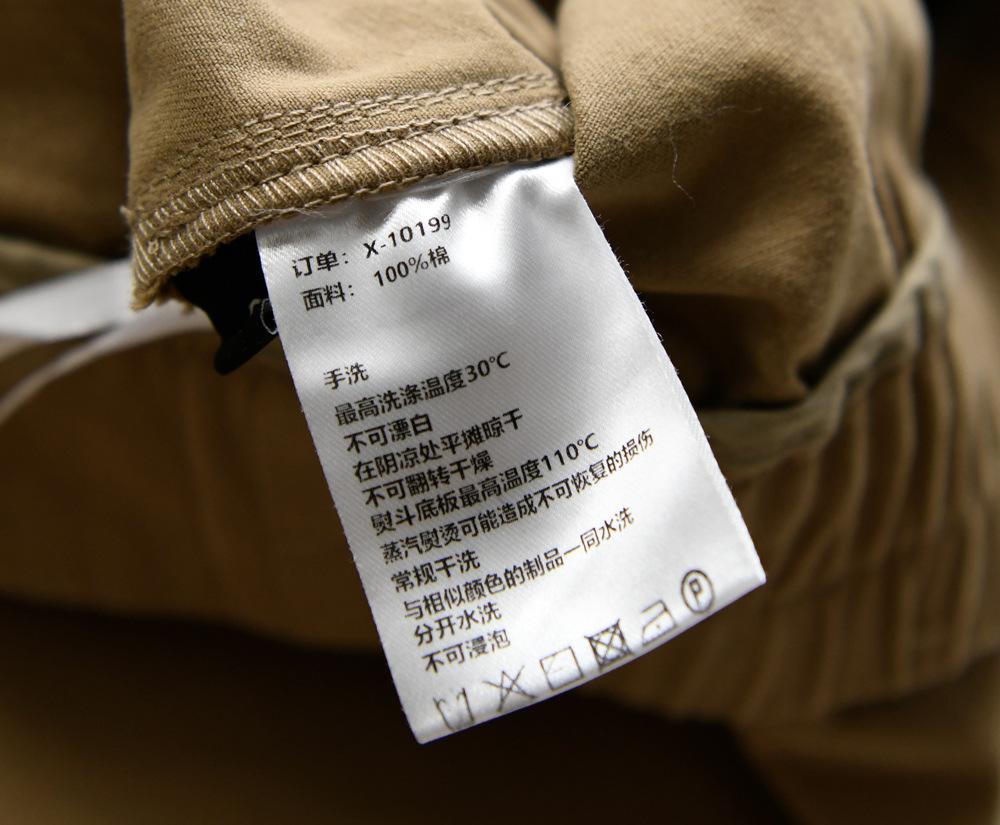 订单：X-10199
面料：100%棉
手洗
最高洗涤温度30℃
不可漂白
在阴凉处平摊晾干
不可翻转干燥
熨斗底板最高温度110℃
蒸汽熨烫可能造成不可恢复的损伤
常规干洗
与相似颜色的制品一同水洗
分开水洗
不可浸泡
P